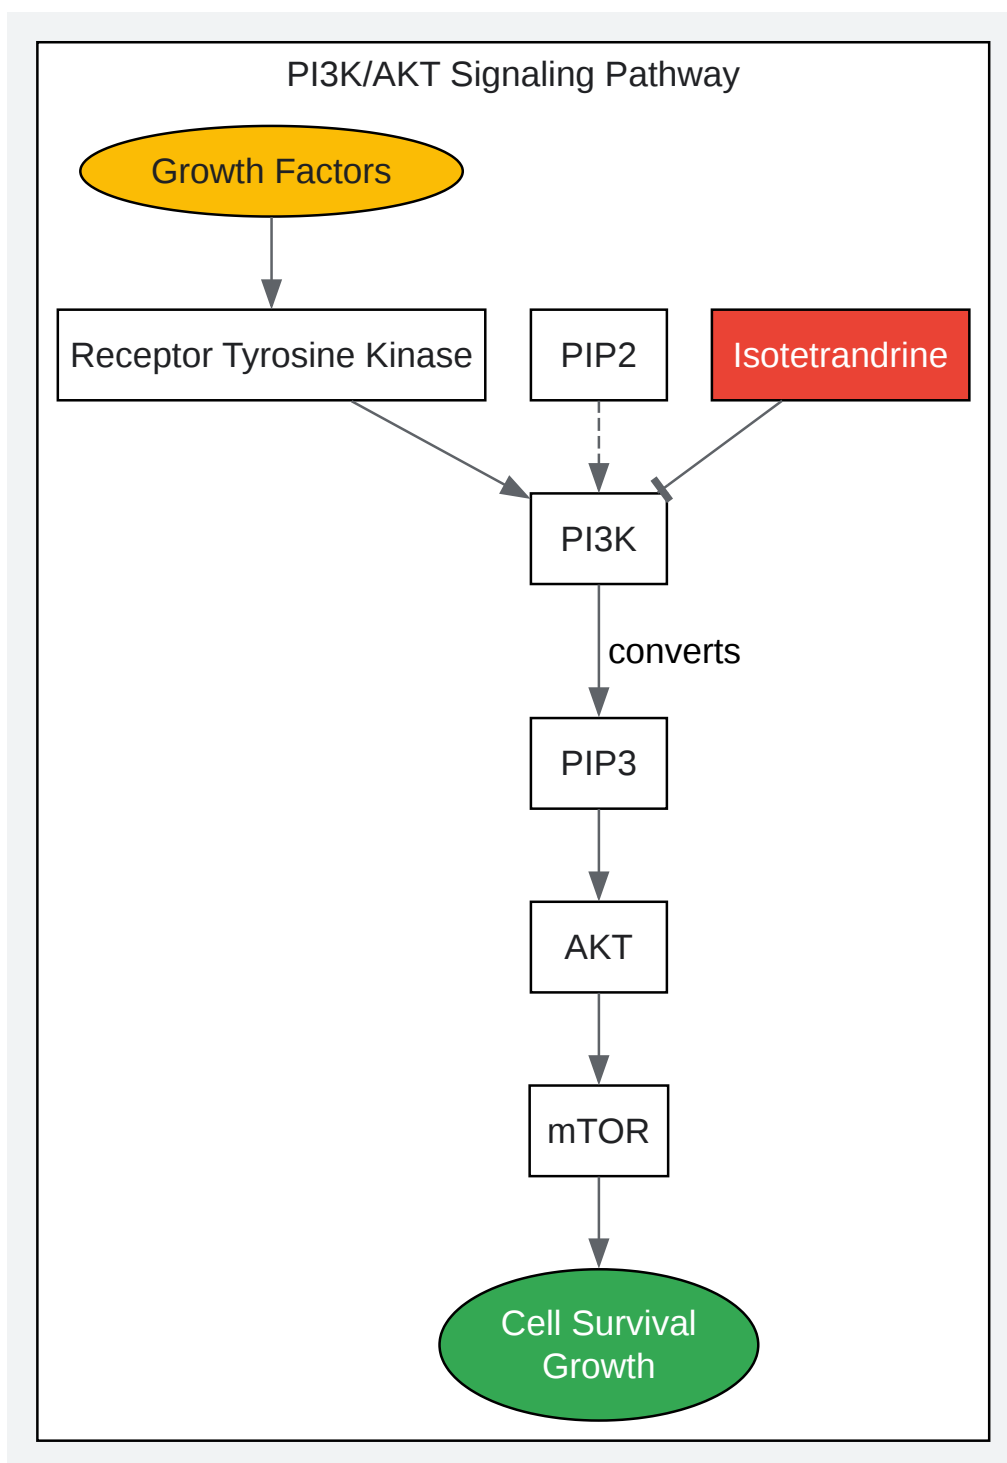 PI3K/AKT Signaling Pathway
Growth Factors
Receptor Tyrosine Kinase
PIP2
Isotetrandrine
PI3K
converts
PIP3
AKT
mTOR
Cell Survival
Growth